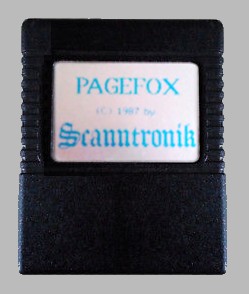 PAGEFOX
(C) 1987 by
Scanntronik